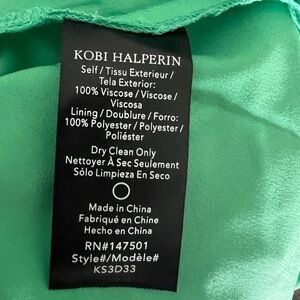 KOBI HALPERIN
Self / Tissu Exterieur /
Tela Exterior:
100% Viscose / Viscose /
Viscosa
Lining / Doublure / Forro:
100% Polyester / Polyester /
Poliéster
Dry Clean Only
Nettoyer À Sec Seulement
Sólo Limpieza En Seco
Made in China
Fabriqué en Chine
Hecho en China
RN#147501
Style#/Modèle#
KS3D33